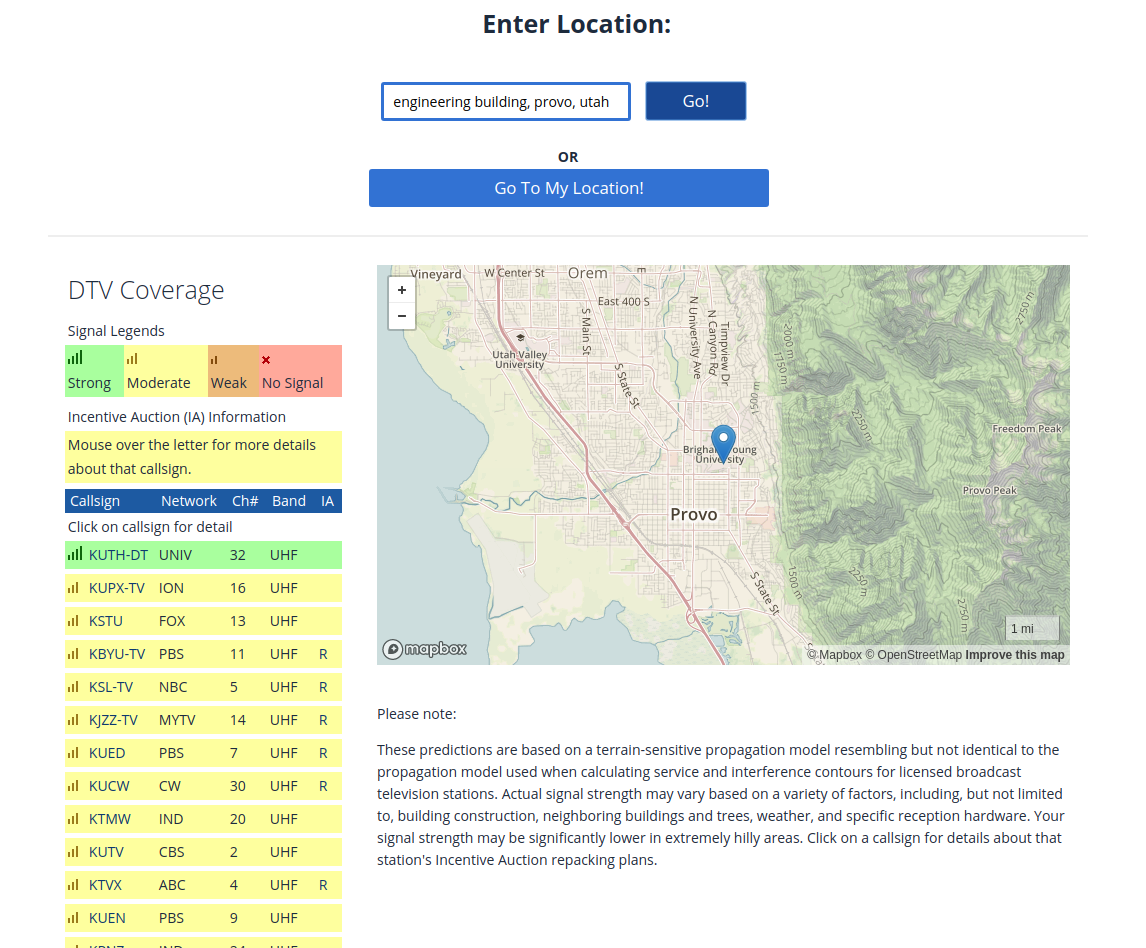 Enter Location:
engineering building, provo, utah
Go!
OR
Go To My Location!
DTV Coverage
Signal Legends
Strong Moderate Weak No Signal
Incentive Auction (IA) Information
Mouse over the letter for more details
about that callsign.
Callsign Network Ch# Band IA
Click on callsign for detail
KUTH-DT UNIV 32 UHF
KUPX-TV ION 16 UHF
KSTU FOX 13 UHF
KBYU-TV PBS 11 UHF R
KSL-TV NBC 5 UHF R
KJZZ-TV MYTV 14 UHF R
KUED PBS 7 UHF R
KUCW CW 30 UHF R
KTMW IND 20 UHF
KUTV CBS 2 UHF
KTVX ABC 4 UHF R
KUEN PBS 9 UHF
+
−
Vineyard
W Center St
Orem
E
East 400 S
S Main St
N University Ave
N Canyon Rd
Timpview Dr
2000 m
1750 m
2750 m
Utah Valley
University
S State St
1500 m
2250 m
Freedom Peak
Brigham Young
University
Provo Peak
Provo
S State St
1500 m
2250 m
2750 m
1 mi
mapbox
© Mapbox © OpenStreetMap Improve this map
Please note:
These predictions are based on a terrain-sensitive propagation model resembling but not identical to the
propagation model used when calculating service and interference contours for licensed broadcast
television stations. Actual signal strength may vary based on a variety of factors, including, but not limited
to, building construction, neighboring buildings and trees, weather, and specific reception hardware. Your
signal strength may be significantly lower in extremely hilly areas. Click on a callsign for details about that
station's Incentive Auction repacking plans.